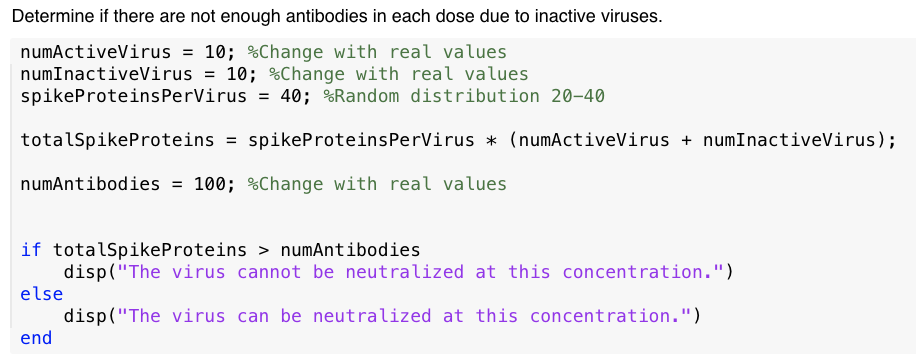 Determine if there are not enough antibodies in each dose due to inactive viruses.
numActiveVirus = 10; %Change with real values
numInactiveVirus = 10; %Change with real values
spikeProteinsPerVirus = 40; %Random distribution 20-40
totalSpikeProteins = spikeProteinsPerVirus * (numActiveVirus + numInactiveVirus);
numAntibodies = 100; %Change with real values
if totalSpikeProteins > numAntibodies
    disp("The virus cannot be neutralized at this concentration.")
else
    disp("The virus can be neutralized at this concentration.")
end